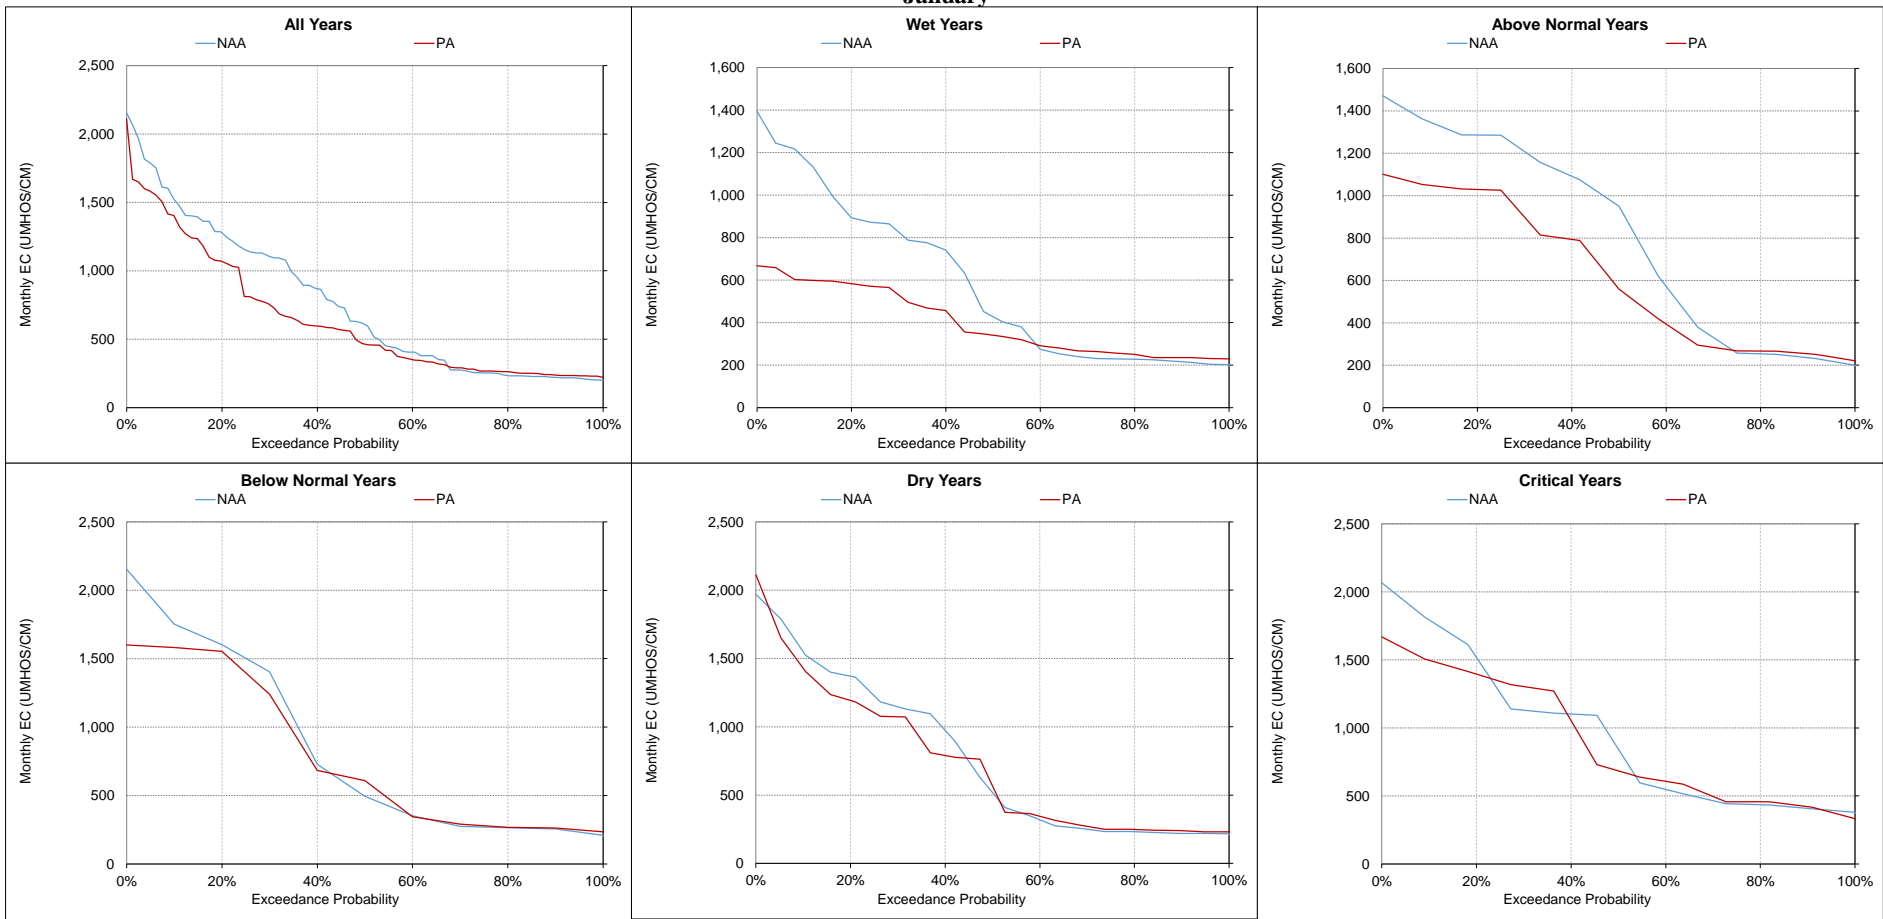 January
All Years
NAA PA
2,500
2,000
1,500
1,000
500
0
Monthly EC (UMHOS/CM)
0% 20% 40% 60% 80% 100%
Exceedance Probability
Wet Years
NAA PA
1,600
1,400
1,200
1,000
800
600
400
200
0
Monthly EC (UMHOS/CM)
0% 20% 40% 60% 80% 100%
Exceedance Probability
Above Normal Years
NAA PA
1,600
1,400
1,200
1,000
800
600
400
200
0
Monthly EC (UMHOS/CM)
0% 20% 40% 60% 80% 100%
Exceedance Probability
Below Normal Years
NAA PA
2,500
2,000
1,500
1,000
500
0
Monthly EC (UMHOS/CM)
0% 20% 40% 60% 80% 100%
Exceedance Probability
Dry Years
NAA PA
2,500
2,000
1,500
1,000
500
0
Monthly EC (UMHOS/CM)
0% 20% 40% 60% 80% 100%
Exceedance Probability
Critical Years
NAA PA
2,500
2,000
1,500
1,000
500
0
Monthly EC (UMHOS/CM)
0% 20% 40% 60% 80% 100%
Exceedance Probability